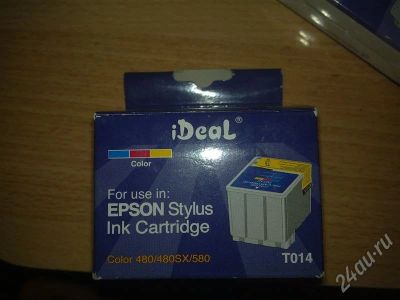 iDeaL
Color
For use in:
EPSON Stylus
Ink Cartridge
Color 480/480SX/580
T014
24au.ru